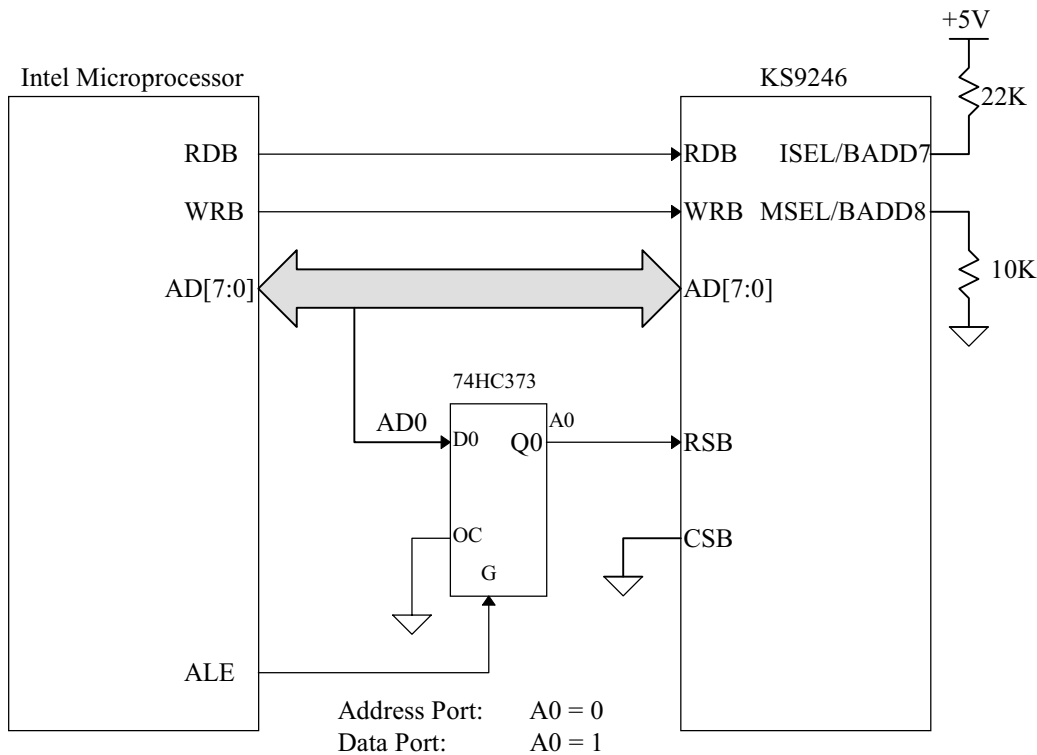 +5V
Intel Microprocessor
KS9246
22K
RDB
RDB
ISEL/BADD7
WRB
WRB
MSEL/BADD8
AD[7:0]
AD[7:0]
10K
74HC373
AD0
A0
D0
Q0
RSB
OC
CSB
G
ALE
Address Port: A0 = 0
Data Port: A0 = 1